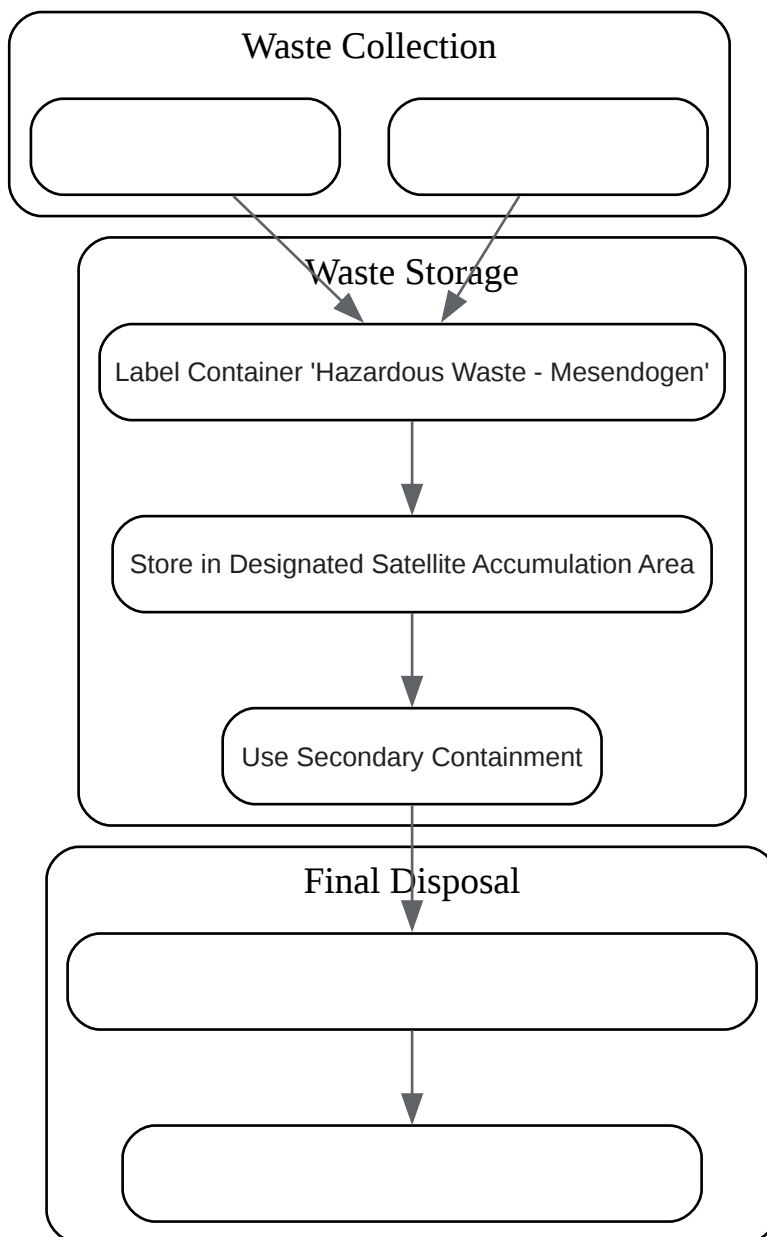 Waste Collection
Waste Storage
Label Container 'Hazardous Waste - Mesendogen'
Store in Designated Satellite Accumulation Area
Use Secondary Containment
Final Disposal